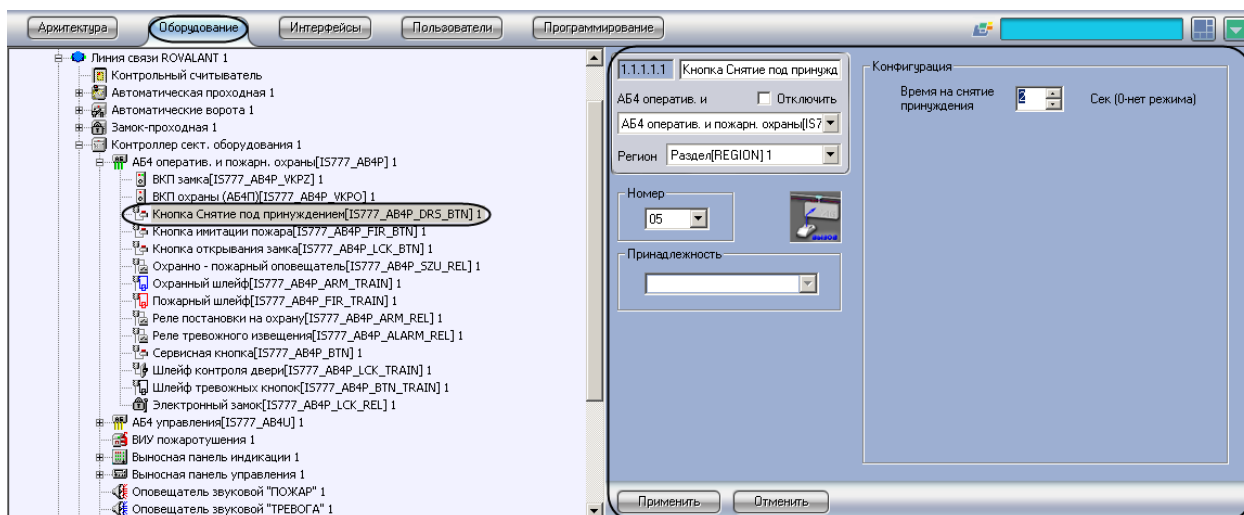 Архитектура
Оборудование
Интерфейсы
Пользователи
Программирование
Линия связи ROVALANT 1
Контрольный считыватель
Автоматическая проходная 1
Автоматические ворота 1
Замок-проходная 1
Контроллер сект. оборудования 1
АБ4 оператив. и пожарн. охраны[IS777_AB4P] 1
ВКП замка[IS777_AB4P_VKPZ] 1
ВКП охраны (АБ4П)[IS777_AB4P_VKPO] 1
Кнопка Снятие под принуждением[IS777_AB4P_DRS_BTN] 1
Кнопка имитации пожара[IS777_AB4P_FIR_BTN] 1
Кнопка открывания замка[IS777_AB4P_LCK_BTN] 1
Охранно - пожарный оповещатель[IS777_AB4P_SZU_REL] 1
Охранный шлейф[IS777_AB4P_ARM_TRAIN] 1
Пожарный шлейф[IS777_AB4P_FIR_TRAIN] 1
Реле постановки на охрану[IS777_AB4P_ARM_REL] 1
Реле тревожного извещения[IS777_AB4P_ALARM_REL] 1
Сервисная кнопка[IS777_AB4P_BTN] 1
Шлейф контроля двери[IS777_AB4P_LCK_TRAIN] 1
Шлейф тревожных кнопок[IS777_AB4P_BTN_TRAIN] 1
Электронный замок[IS777_AB4P_LCK_REL] 1
АБ4 управления[IS777_AB4U] 1
ВИУ пожаротушения 1
Выносная панель индикации 1
Выносная панель управления 1
Оповещатель звуковой "ПОЖАР" 1
Оповещатель звуковой "ТРЕВОГА" 1
1.1.1.1.1 Кнопка Снятие под принужд
АБ4 оператив. и
Отключить
АБ4 оператив. и пожарн. охраны[IS7
Регион Раздел[REGION] 1
Номер
05
Принадлежность
Конфигурация
Время на снятие
принуждения
2
Сек (0-нет режима)
Применить
Отменить